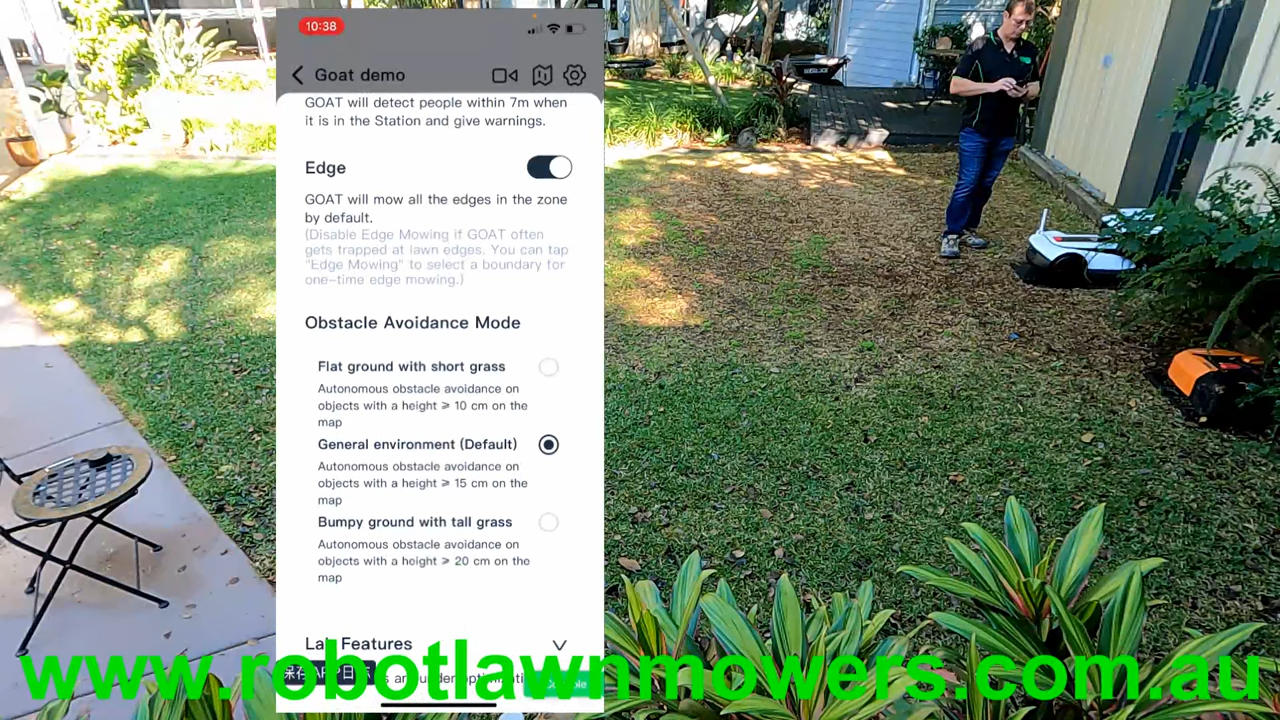 10:38
Goat demo
GOAT will detect people within 7m when
it is in the Station and give warnings.
Edge
GOAT will mow all the edges in the zone
by default.
(Disable Edge Mowing if GOAT often
gets trapped at lawn edges. You can tap
"Edge Mowing" to select a boundary for
one-time edge mowing.)
Obstacle Avoidance Mode
Flat ground with short grass
Autonomous obstacle avoidance on
objects with a height ≥ 10 cm on the
map
General environment (Default)
Autonomous obstacle avoidance on
objects with a height ≥ 15 cm on the
map
Bumpy ground with tall grass
Autonomous obstacle avoidance on
objects with a height ≥ 20 cm on the
map
Lab Features
www.robotlawnmowers.com.au